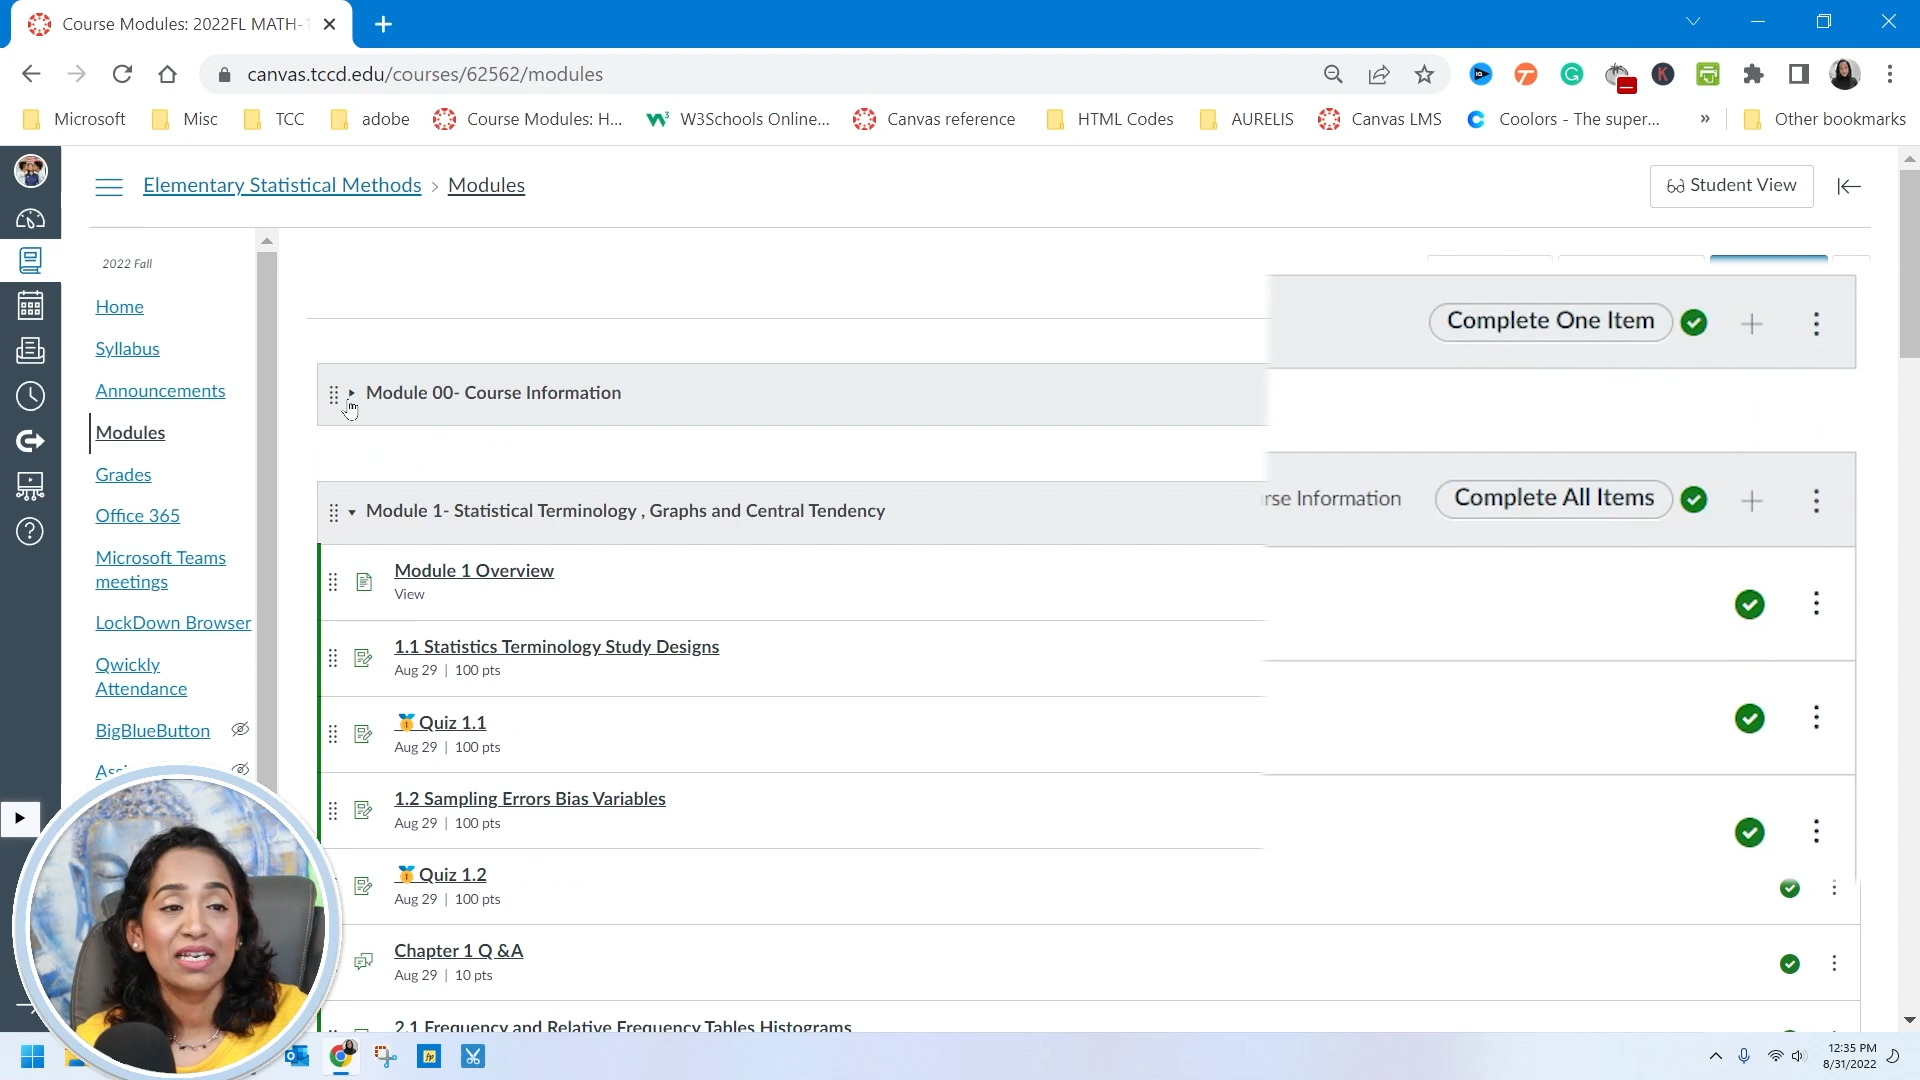 Course Modules: 2022FL MATH-
canvas.tccd.edu/courses/62562/modules
Microsoft
Misc
TCC
adobe
Course Modules: H...
W3Schools Online...
Canvas reference
HTML Codes
AURELIS
Canvas LMS
Coolors - The super...
»
Other bookmarks
Elementary Statistical Methods > Modules
Student View
2022 Fall
Home
Syllabus
Announcements
Modules
Grades
Office 365
Microsoft Teams
meetings
LockDown Browser
Qwickly
Attendance
BigBlueButton
Complete One Item
Module 00- Course Information
Module 1- Statistical Terminology , Graphs and Central Tendency
Information
Complete All Items
Module 1 Overview
View
1.1 Statistics Terminology Study Designs
Aug 29 | 100 pts
Quiz 1.1
Aug 29 | 100 pts
1.2 Sampling Errors Bias Variables
Aug 29 | 100 pts
Quiz 1.2
Aug 29 | 100 pts
Chapter 1 Q &A
Aug 29 | 10 pts
2.1 Frequency and Relative Frequency Tables Histograms
12:35 PM
8/31/2022